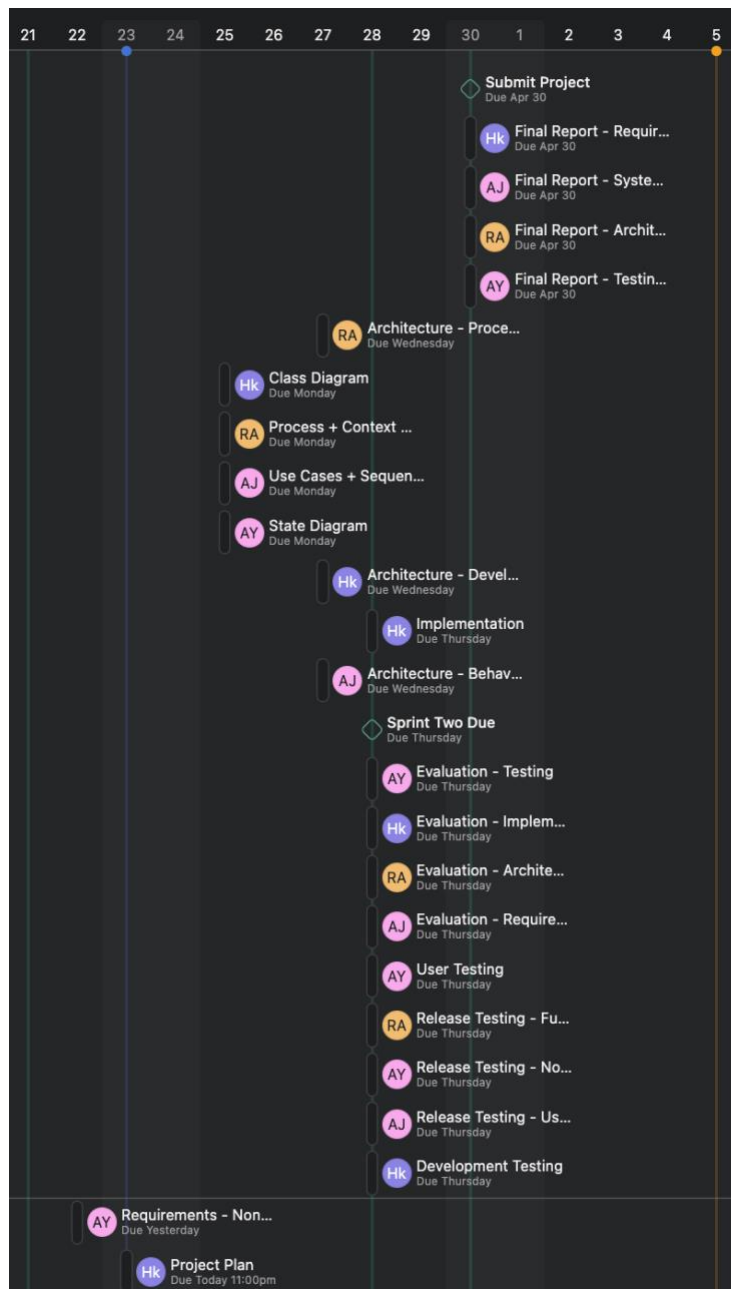 21 22 23 24 25 26 27 28 29 30 1 2 3 4 5
Submit Project
Due Apr 30
Hk Final Report - Requir...
Due Apr 30
AJ Final Report - Syste...
Due Apr 30
RA Final Report - Archit...
Due Apr 30
AY Final Report - Testin...
Due Apr 30
RA Architecture - Proce...
Due Wednesday
Hk Class Diagram
Due Monday
RA Process + Context ...
Due Monday
AJ Use Cases + Sequen...
Due Monday
AY State Diagram
Due Monday
Hk Architecture - Devel...
Due Wednesday
Hk Implementation
Due Thursday
AJ Architecture - Behav...
Due Wednesday
Sprint Two Due
Due Thursday
AY Evaluation - Testing
Due Thursday
Hk Evaluation - Implem...
Due Thursday
RA Evaluation - Archite...
Due Thursday
AJ Evaluation - Require...
Due Thursday
AY User Testing
Due Thursday
RA Release Testing - Fu...
Due Thursday
AY Release Testing - No...
Due Thursday
AJ Release Testing - Us...
Due Thursday
Hk Development Testing
Due Thursday
AY Requirements - Non...
Due Yesterday
Hk Project Plan
Due Today 11:00pm